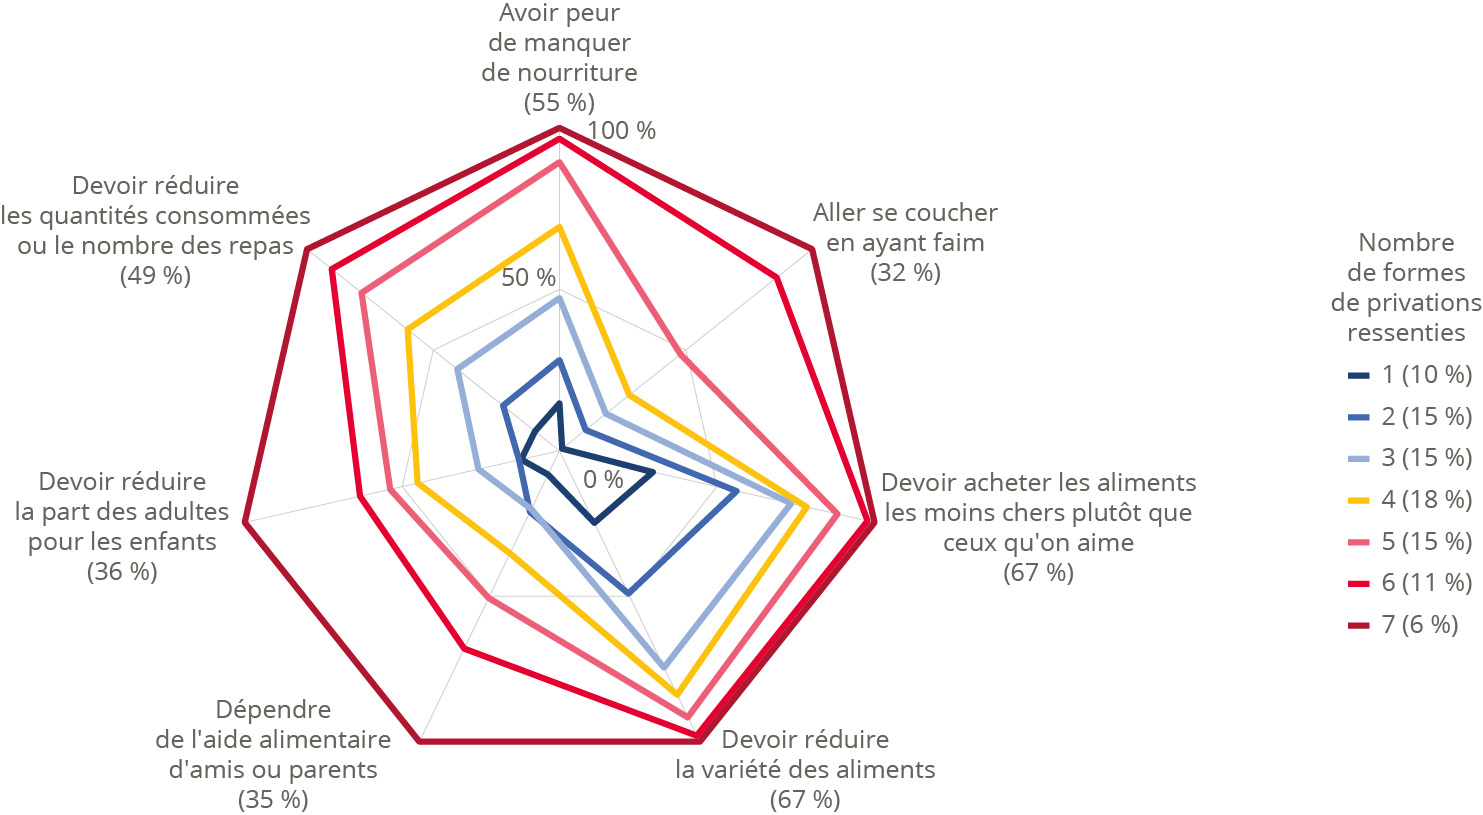 Avoir peur
de manquer
de nourriture
(55 %)
100 %
50 %
0 %
Aller se coucher
en ayant faim
(32 %)
Devoir acheter les aliments
les moins chers plutôt que
ceux qu'on aime
(67 %)
Devoir réduire
la variété des aliments
(67 %)
Dépendre
de l'aide alimentaire
d'amis ou parents
(35 %)
Devoir réduire
la part des adultes
pour les enfants
(36 %)
Devoir réduire
les quantités consommées
ou le nombre des repas
(49 %)
Nombre
de formes
de privations
ressenties
1 (10 %)
2 (15 %)
3 (15 %)
4 (18 %)
5 (15 %)
6 (11 %)
7 (6 %)